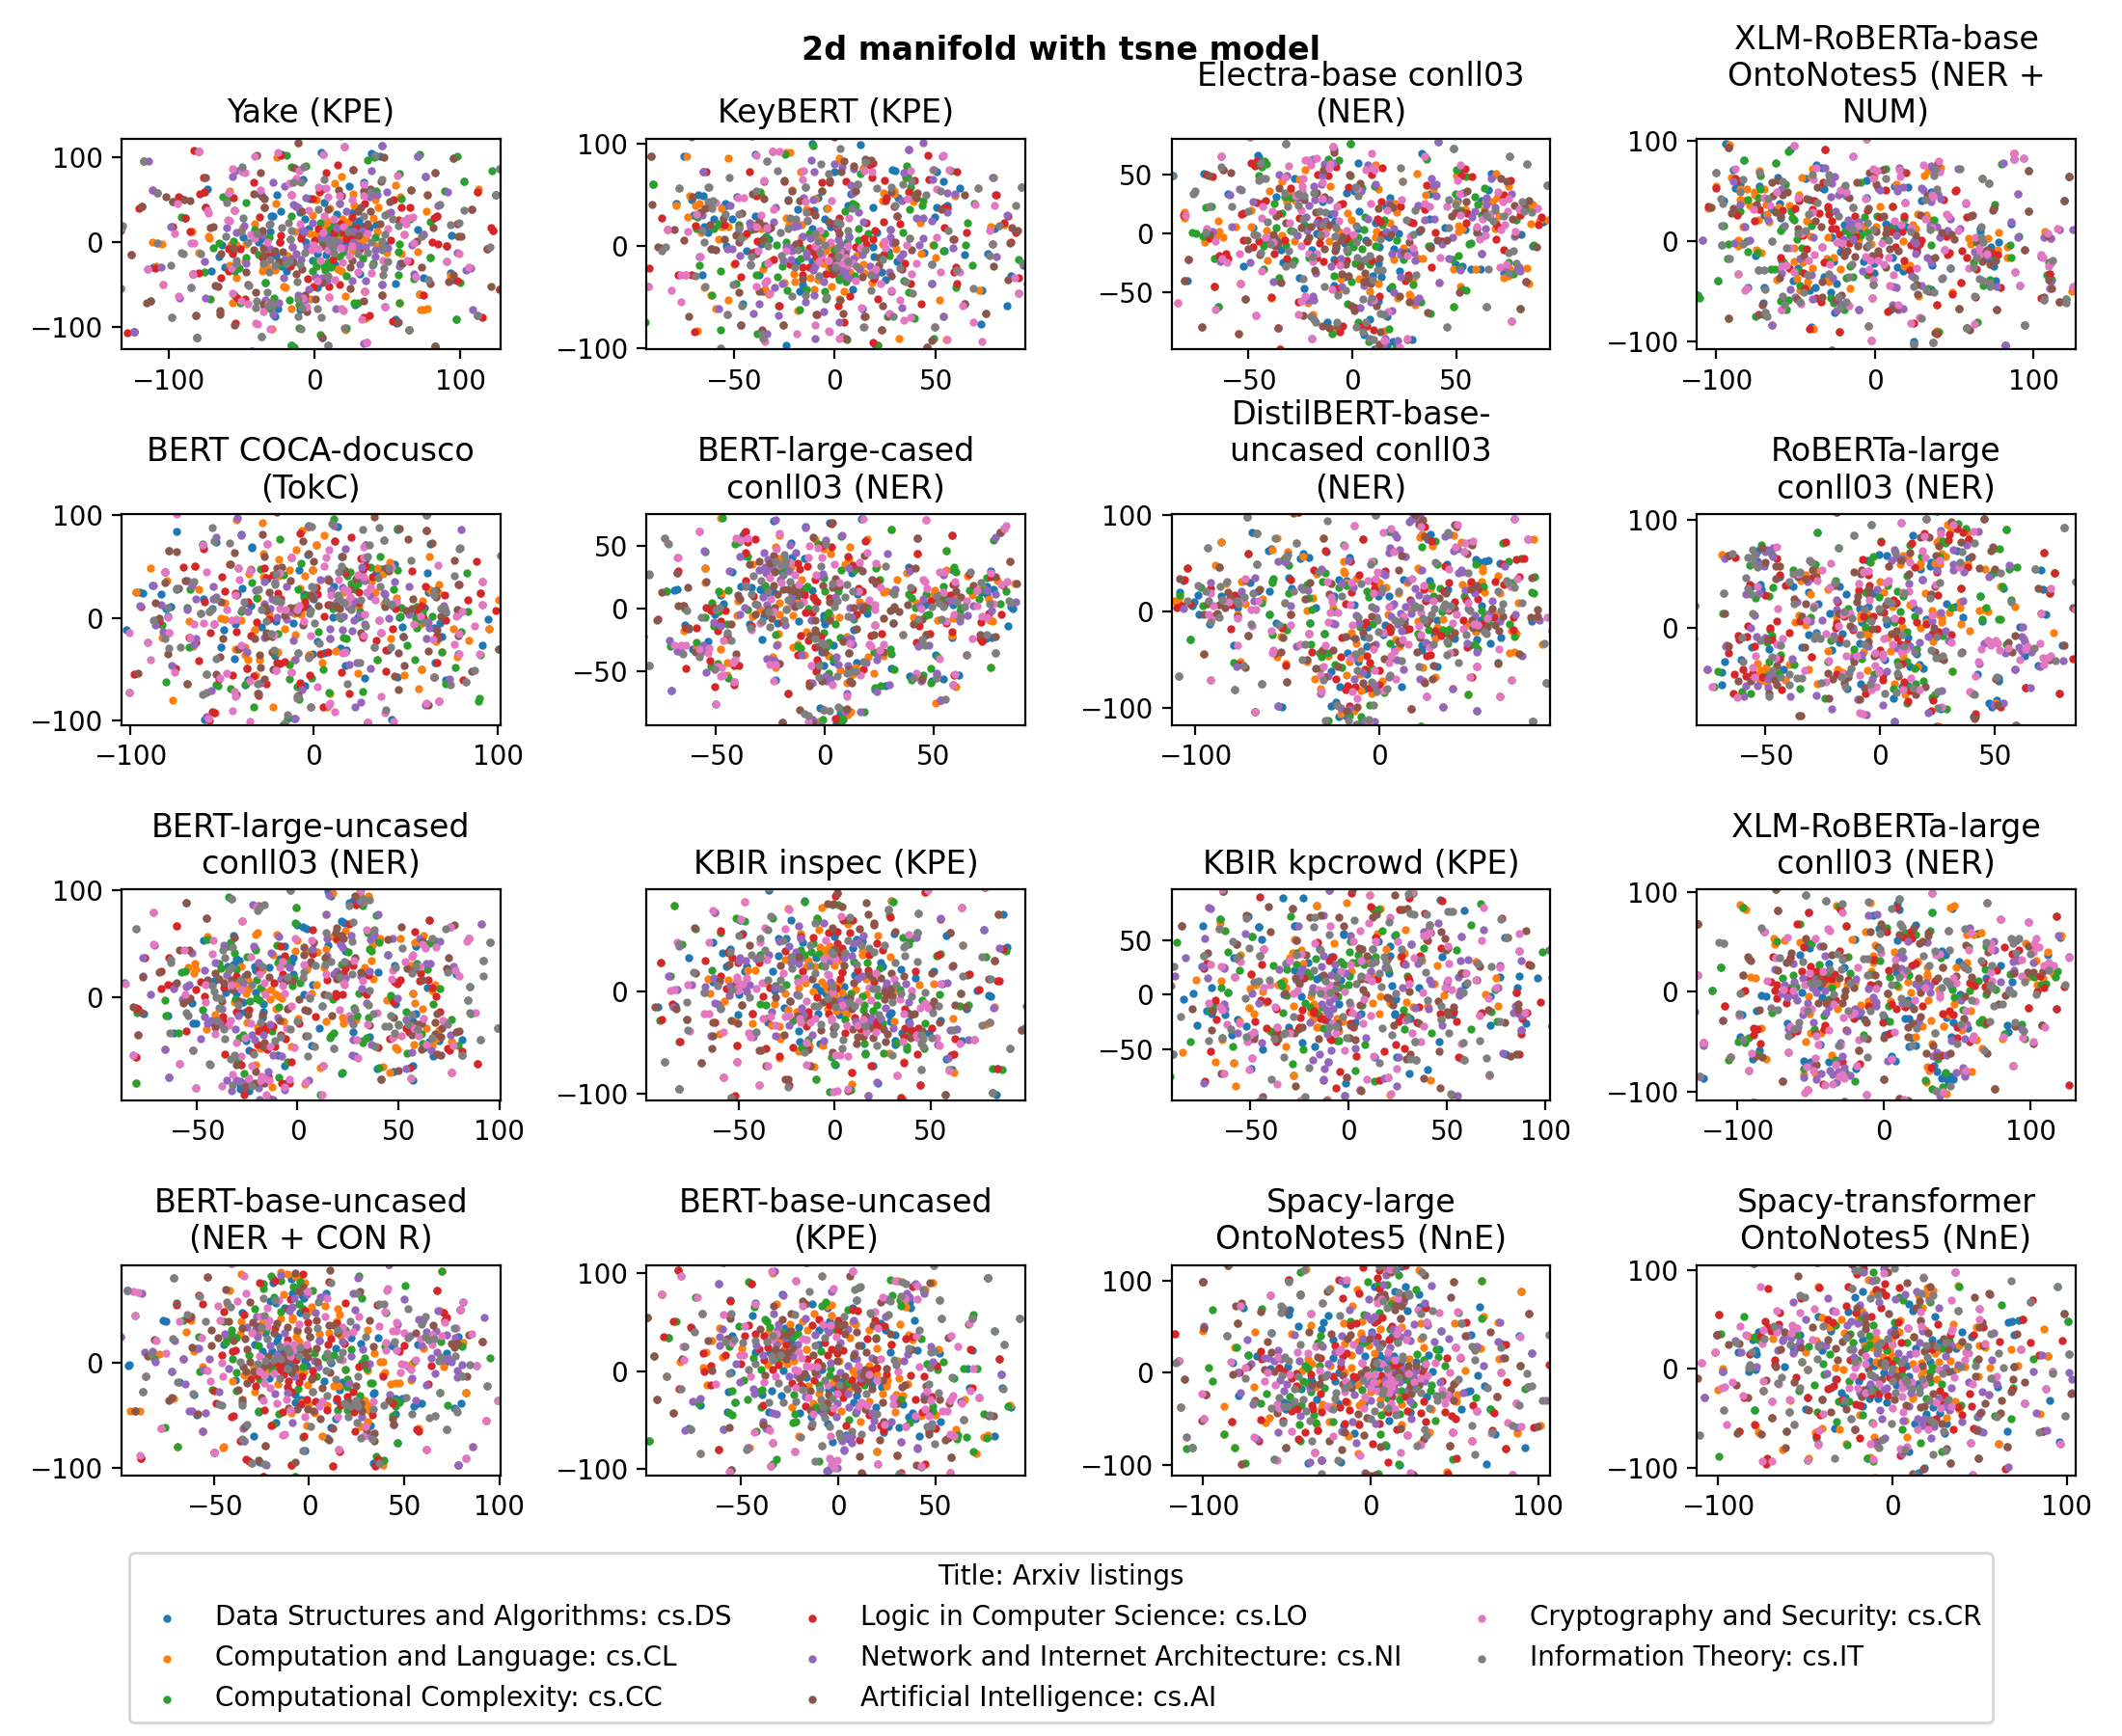 2d manifold with tsne model
Yake (KPE)
100
0
−100
−100
0
100
KeyBERT (KPE)
100
0
−100
−50
0
50
Electra-base conll03
(NER)
50
0
−50
−50
0
50
XLM-RoBERTa-base
OntoNotes5 (NER +
NUM)
100
0
−100
−100
0
100
BERT COCA-docusco
(TokC)
100
0
−100
−100
0
100
BERT-large-cased
conll03 (NER)
50
0
−50
−50
0
50
DistilBERT-base-
uncased conll03
(NER)
100
0
−100
−100
0
RoBERTa-large
conll03 (NER)
100
0
−50
0
50
BERT-large-uncased
conll03 (NER)
100
0
−50
0
50
100
KBIR inspec (KPE)
0
−100
−50
0
50
KBIR kpcrowd (KPE)
50
0
−50
−50
0
50
100
XLM-RoBERTa-large
conll03 (NER)
100
0
−100
−100
0
100
BERT-base-uncased
(NER + CON R)
0
−100
−50
0
50
100
BERT-base-uncased
(KPE)
100
0
−100
−50
0
50
Spacy-large
OntoNotes5 (NnE)
100
0
−100
−100
0
100
Spacy-transformer
OntoNotes5 (NnE)
100
0
−100
−100
0
100
Title: Arxiv listings
Data Structures and Algorithms: cs.DS
Computation and Language: cs.CL
Computational Complexity: cs.CC
Logic in Computer Science: cs.LO
Network and Internet Architecture: cs.NI
Artificial Intelligence: cs.AI
Cryptography and Security: cs.CR
Information Theory: cs.IT